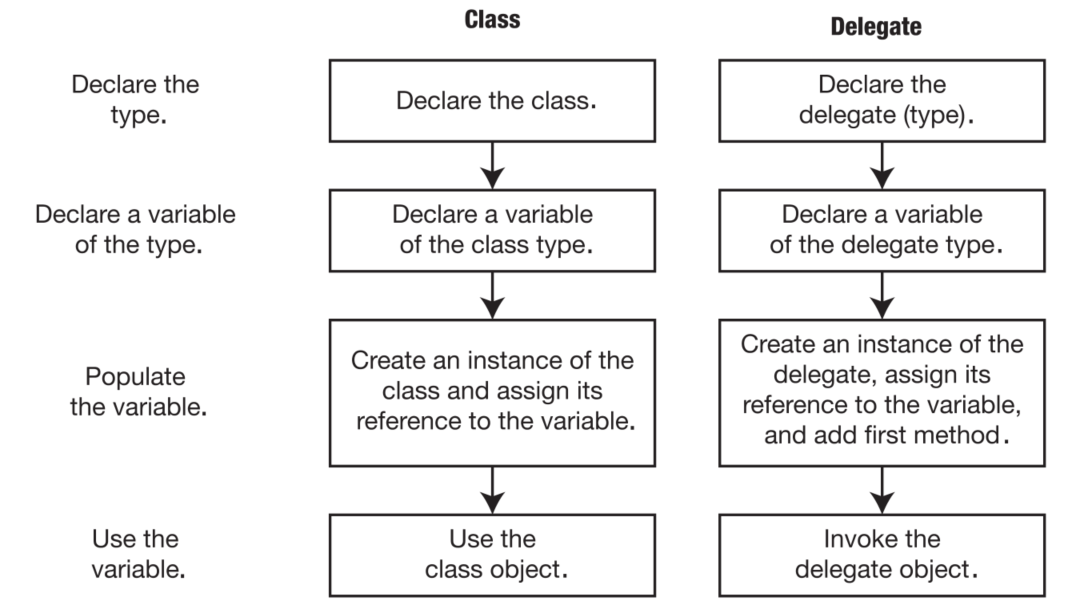 Class
Delegate
Declare the
type.
Declare the class.
Declare the
delegate (type).
Declare a variable
of the type.
Declare a variable
of the class type.
Declare a variable
of the delegate type.
Populate
the variable.
Create an instance of the
class and assign its
reference to the variable.
Create an instance of the
delegate, assign its
reference to the variable,
and add first method.
Use the
variable.
Use the
class object.
Invoke the
delegate object.